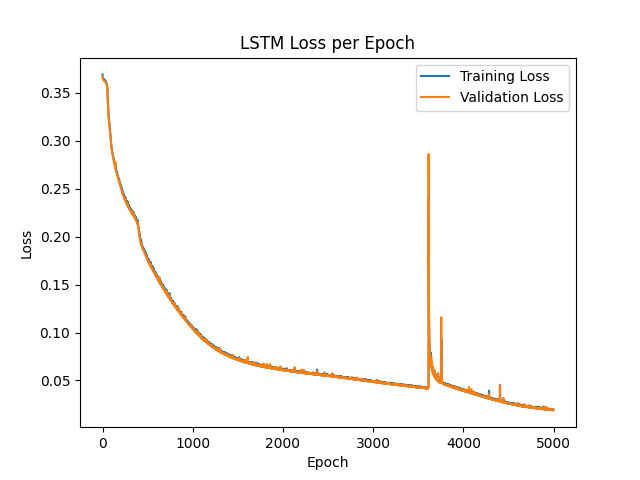 LSTM Loss per Epoch
Training Loss
Validation Loss
Loss
0.35
0.30
0.25
0.20
0.15
0.10
0.05
0
1000
2000
3000
4000
5000
Epoch